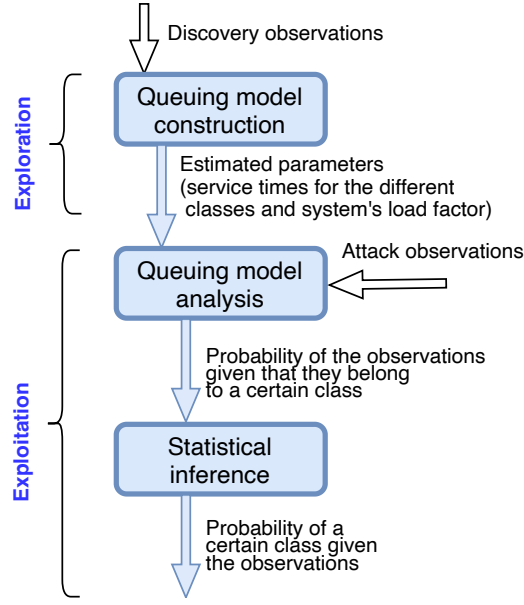 Discovery observations
Queuing model
construction
Exploration
Estimated parameters
(service times for the different
classes and system's load factor)
Attack observations
Queuing model
analysis
Probability of the observations
given that they belong
to a certain class
Exploitation
Statistical
inference
Probability of a
certain class given
the observations